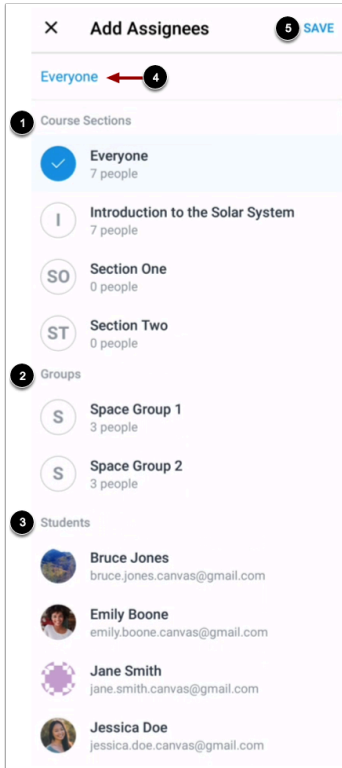 × Add Assignees 5 SAVE
Everyone 4
1 Course Sections
Everyone
7 people
I Introduction to the Solar System
7 people
SO Section One
0 people
ST Section Two
0 people
2 Groups
S Space Group 1
3 people
S Space Group 2
3 people
3 Students
Bruce Jones
bruce.jones.canvas@gmail.com
Emily Boone
emily.boone.canvas@gmail.com
Jane Smith
jane.smith.canvas@gmail.com
Jessica Doe
jessica.doe.canvas@gmail.com